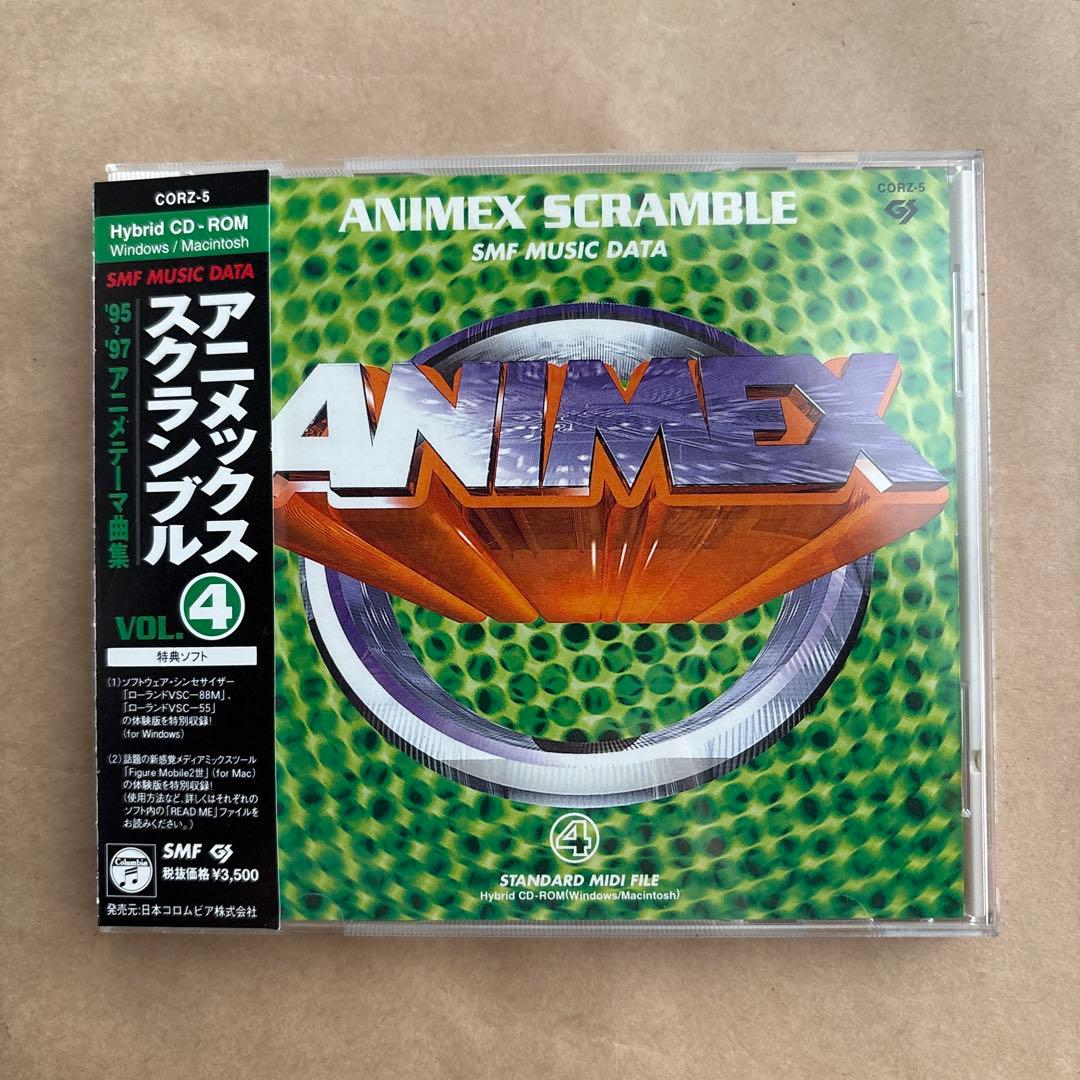 CORZ-5
Hybrid CD-ROM
Windows / Macintosh
SMF MUSIC DATA
アニメックス
スクランブル
'95~'97 アニメテーマ曲集
VOL.4
特典ソフト
(1)ソフトウェア・シンセサイザー
「ローランドVSC-88M」、
「ローランドVSC-55」
の体験版を特別収録!
(for Windows)
(2)話題の新感覚メディアミックスツール
「Figure Mobile2世」(for Mac)
の体験版を特別収録!
(使用方法など、詳しくはそれぞれの
ソフト内の「READ ME」ファイルを
お読みください。)
Columbia
SMF GS
税抜価格¥3,500
発売元:日本コロムビア株式会社
CORZ-5
GS
ANIMEX SCRAMBLE
SMF MUSIC DATA
ANIMEX
4
STANDARD MIDI FILE
Hybrid CD-ROM(Windows/Macintosh)